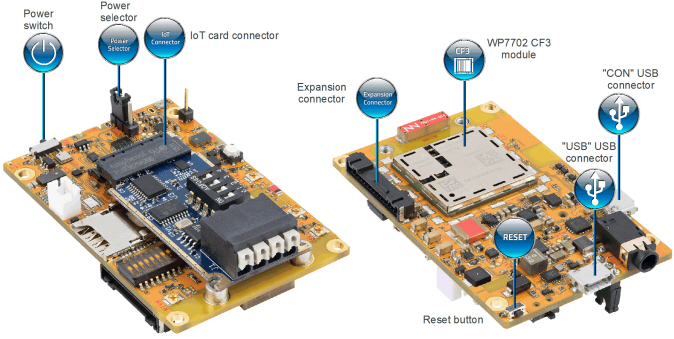 Power
switch
Power
selector
Power
Selector
IoT
Connector
IoT card connector
WP7702 CF3
module
CF3
Expansion
connector
Expansion
Connector
"CON" USB
connector
"USB" USB
connector
RESET
Reset button